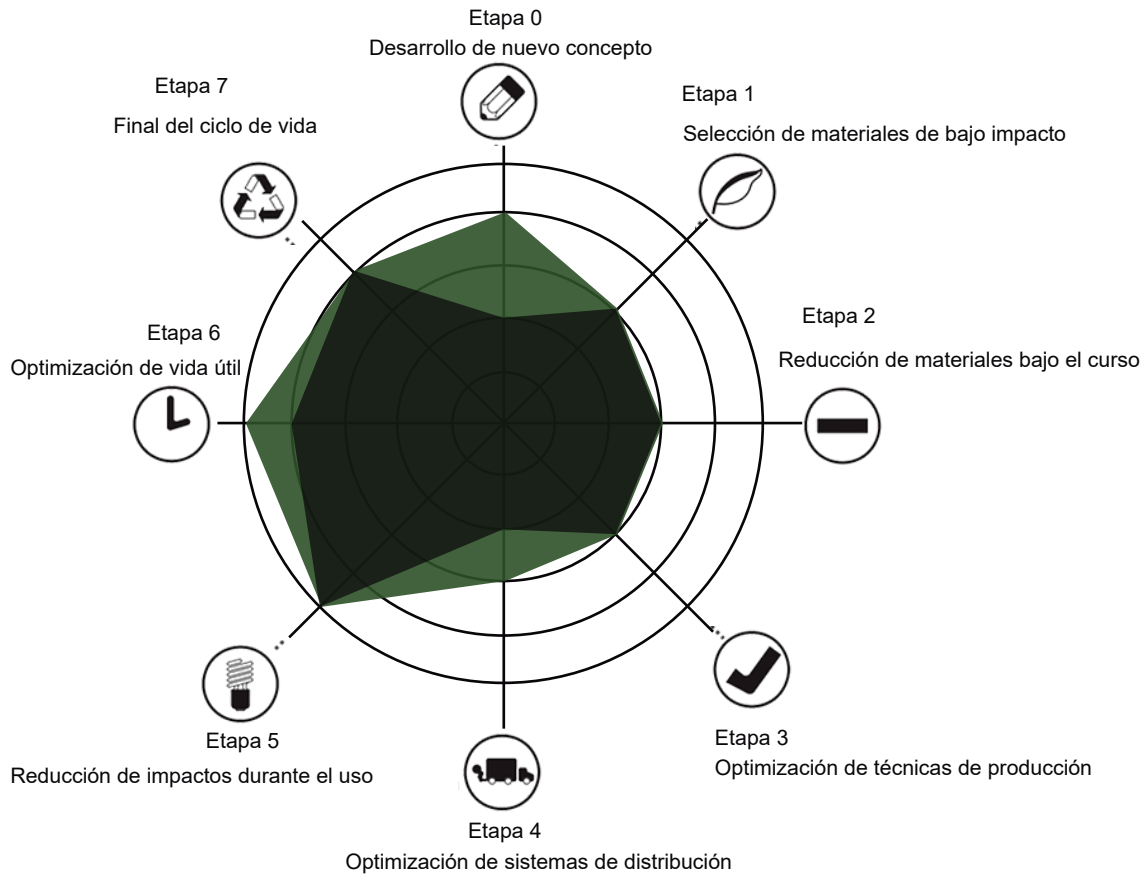 Etapa 0
Desarrollo de nuevo concepto
Etapa 7
Final del ciclo de vida
Etapa 1
Selección de materiales de bajo impacto
Etapa 6
Optimización de vida útil
Etapa 2
Reducción de materiales bajo el curso
Etapa 5
Reducción de impactos durante el uso
Etapa 3
Optimización de técnicas de producción
Etapa 4
Optimización de sistemas de distribución